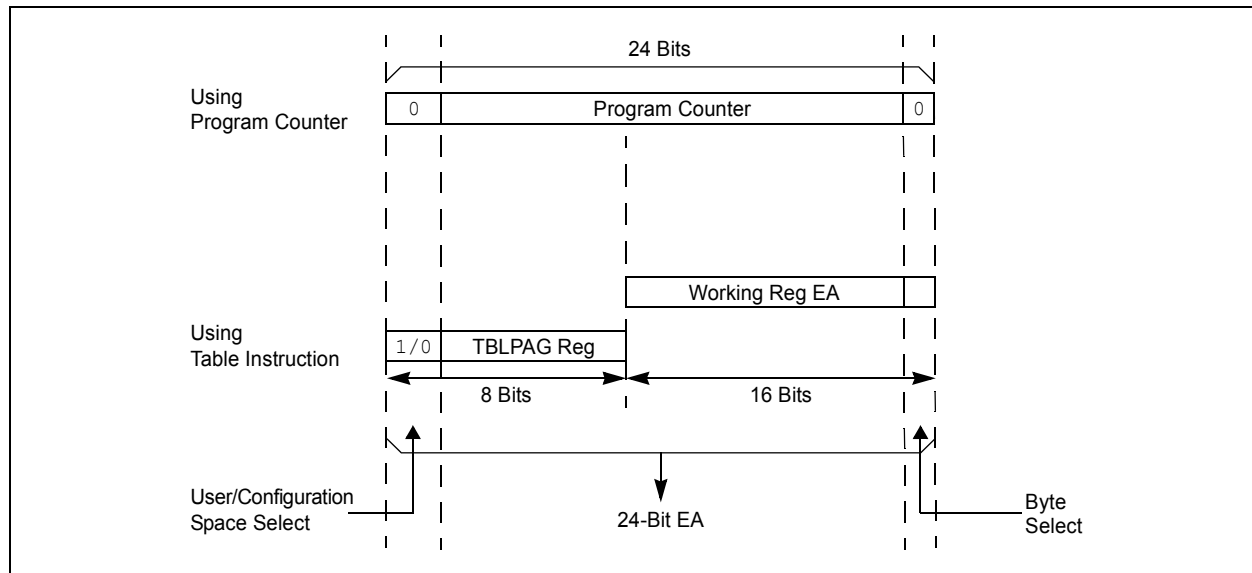 24 Bits
Using
Program Counter
0
Program Counter
0
Working Reg EA
Using
Table Instruction
1/0
TBLPAG Reg
8 Bits
16 Bits
User/Configuration
Space Select
24-Bit EA
Byte
Select